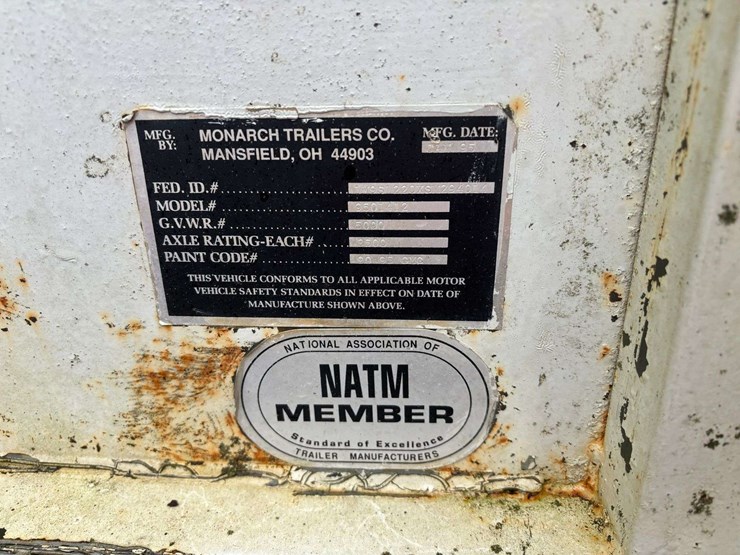 MFG. BY: MONARCH TRAILERS CO. MFG. DATE:
MANSFIELD, OH 44903
FED. ID.#
MODEL#
G.V.W.R.#
AXLE RATING-EACH#
PAINT CODE#
THIS VEHICLE CONFORMS TO ALL APPLICABLE MOTOR
VEHICLE SAFETY STANDARDS IN EFFECT ON DATE OF
MANUFACTURE SHOWN ABOVE.
NATIONAL ASSOCIATION OF
NATM
MEMBER
Standard of Excellence
TRAILER MANUFACTURERS